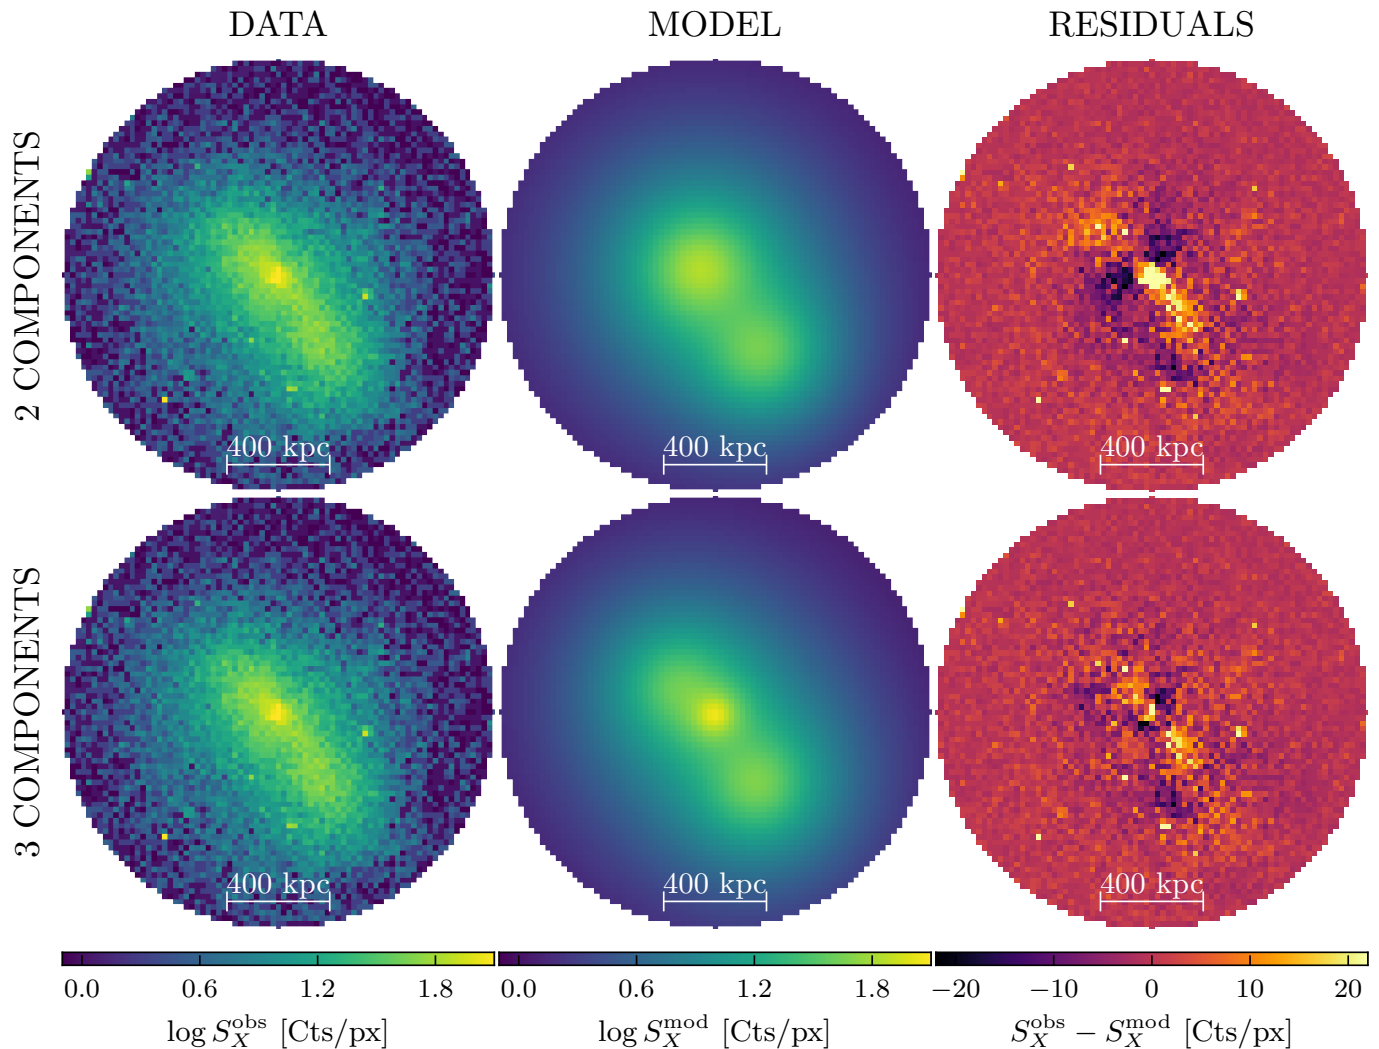 DATA MODEL RESIDUALS
2 COMPONENTS
400 kpc 400 kpc 400 kpc
3 COMPONENTS
400 kpc 400 kpc 400 kpc
0.0 0.6 1.2 1.8 0.0 0.6 1.2 1.8 −20 −10 0 10 20
log S_X^obs [Cts/px] log S_X^mod [Cts/px] S_X^obs − S_X^mod [Cts/px]